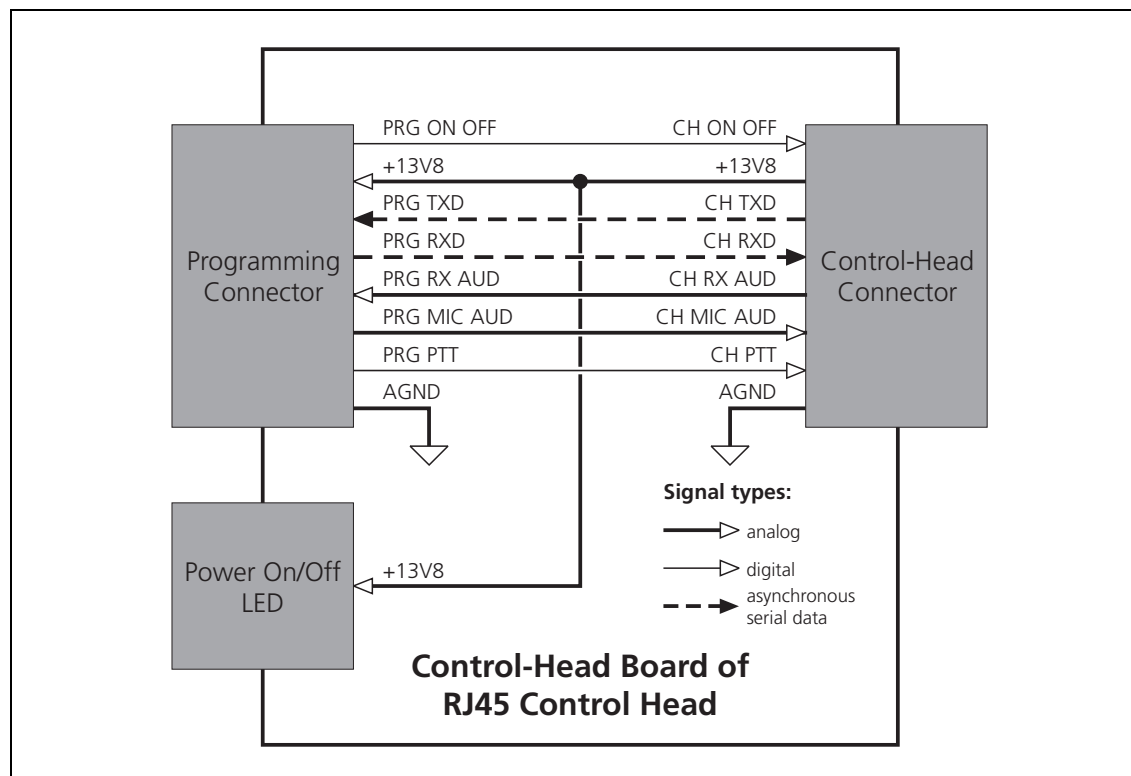 PRG ON OFF CH ON OFF
+13V8 +13V8
PRG TXD CH TXD
PRG RXD CH RXD
Programming
Connector
Control-Head
Connector
PRG RX AUD CH RX AUD
PRG MIC AUD CH MIC AUD
PRG PTT CH PTT
AGND AGND
Signal types:
analog
digital
asynchronous
serial data
Power On/Off
LED
+13V8
Control-Head Board of
RJ45 Control Head